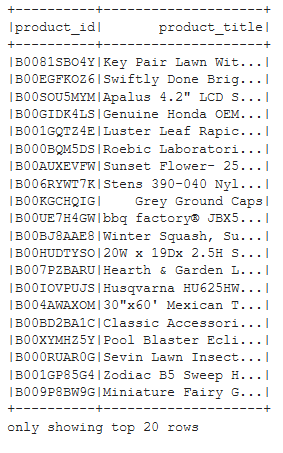 +----------+--------------------+
|product_id|       product_title|
+----------+--------------------+
|B0081SBO4Y|Key Pair Lawn Wit...|
|B00EGFKOZ6|Swiftly Done Brig...|
|B00SOU5MYM|Apalus 4.2" LCD S...|
|B00GIDK4LS|Genuine Honda OEM...|
|B001GQTZ4E|Luster Leaf Rapic...|
|B000BQM5DS|Roebic Laboratori...|
|B00AUXEVFW|Sunset Flower- 25...|
|B006RYWT7K|Stens 390-040 Nyl...|
|B00KGCHQIG|    Grey Ground Caps|
|B00UE7H4GW|bbq factory® JBX5...|
|B00BJ8AAE8|Winter Squash, Su...|
|B00HUDTYSO|20W x 19Dx 2.5H S...|
|B007PZBARU|Hearth & Garden L...|
|B00IOVPUJS|Husqvarna HU625HW...|
|B004AWAXOM|30"x60' Mexican T...|
|B00BD2BA1C|Classic Accessori...|
|B00XYMHZ5Y|Pool Blaster Ecli...|
|B000RUAR0G|Sevin Lawn Insect...|
|B001GP85G4|Zodiac B5 Sweep H...|
|B009P8BW9G|Miniature Fairy G...|
+----------+--------------------+
only showing top 20 rows